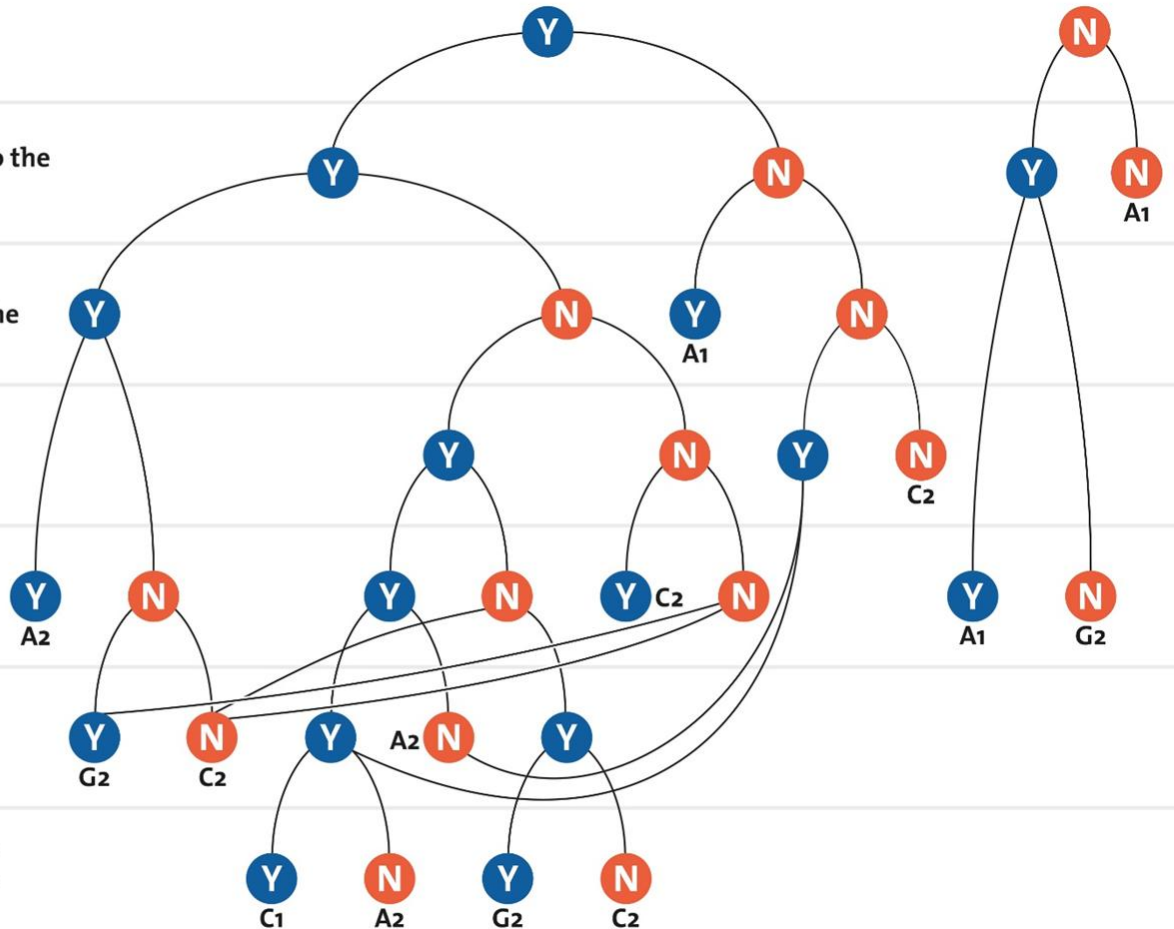 Y N
o the Y N Y N
A1
ne Y N Y N
A1
Y N Y N
C2
Y N Y N Y C2 N Y N
A2 A1 G2
Y N Y A2 N Y
G2 C2
Y N Y N
C1 A2 G2 C2